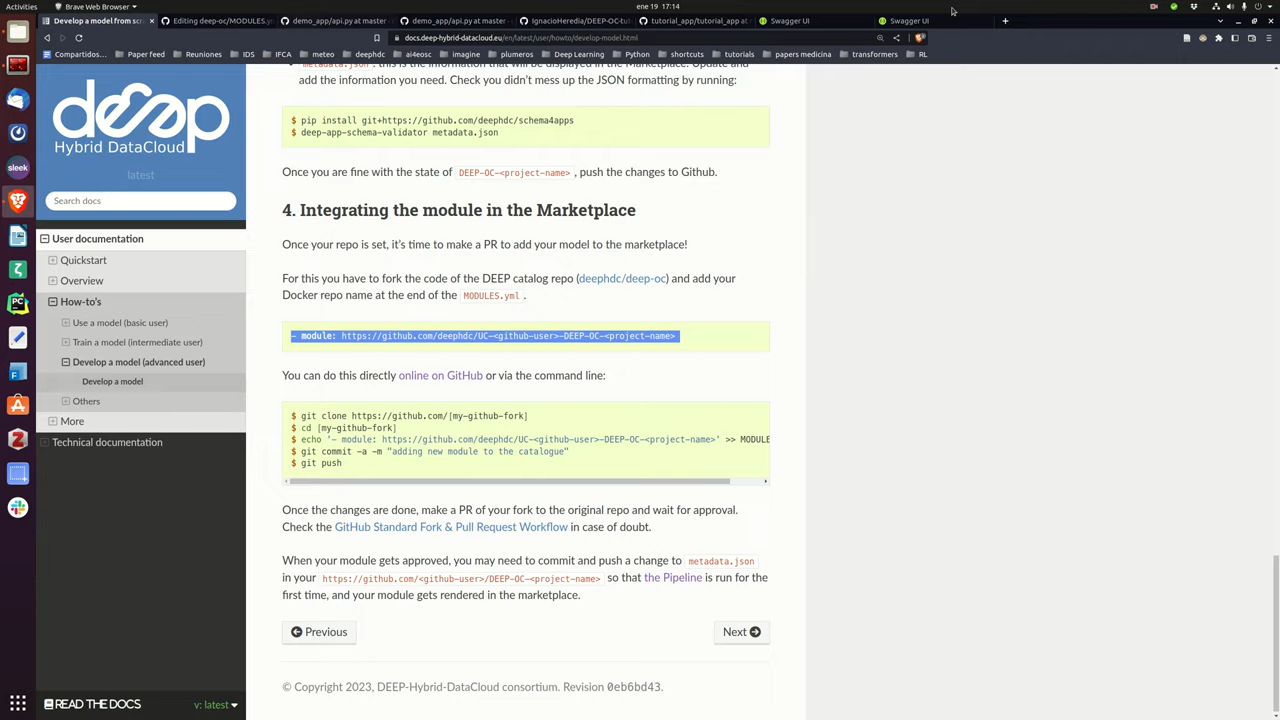 Activities
Brave Web Browser
ene 19 17:14
Develop a model from scr
Editing deep-oc/MODULES.ym
demo_app/api.py at master
demo_app/api.py at master
IgnacioHeredia/DEEP-OC-tut
tutorial_app/tutorial_app at
Swagger UI
Swagger UI
docs.deep-hybrid-datacloud.eu/en/latest/user/howto/develop-model.html
Paper feed
Reuniones
IDS
IFCA
meteo
deephdc
ai4eosc
imagine
plumeros
Deep Learning
Python
shortcuts
tutorials
papers medicina
transformers
RL
deep
Hybrid DataCloud
latest
Search docs
User documentation
Quickstart
Overview
How-to's
Use a model (basic user)
Train a model (intermediate user)
Develop a model (advanced user)
Develop a model
Others
More
Technical documentation
READ THE DOCS
v: latest
sleek
PC
metadata.json : this is the information that will be displayed in the Marketplace. Update and
add the information you need. Check you didn't mess up the JSON formatting by running:
$ pip install git+https://github.com/deephdc/schema4apps
$ deep-app-schema-validator metadata.json
Once you are fine with the state of DEEP-OC-<project-name> , push the changes to Github.
4. Integrating the module in the Marketplace
Once your repo is set, it's time to make a PR to add your model to the marketplace!
For this you have to fork the code of the DEEP catalog repo (deephdc/deep-oc) and add your
Docker repo name at the end of the MODULES.yml .
- module: https://github.com/deephdc/UC-<github-user>-DEEP-OC-<project-name>
You can do this directly online on GitHub or via the command line:
$ git clone https://github.com/[my-github-fork]
$ cd [my-github-fork]
$ echo '- module: https://github.com/deephdc/UC-<github-user>-DEEP-OC-<project-name>' >> MODULE
$ git commit -a -m "adding new module to the catalogue"
$ git push
Once the changes are done, make a PR of your fork to the original repo and wait for approval.
Check the GitHub Standard Fork & Pull Request Workflow in case of doubt.
When your module gets approved, you may need to commit and push a change to metadata.json
in your https://github.com/<github-user>/DEEP-OC-<project-name> so that the Pipeline is run for the
first time, and your module gets rendered in the marketplace.
Previous
Next
© Copyright 2023, DEEP-Hybrid-DataCloud consortium. Revision 0eb6bd43.